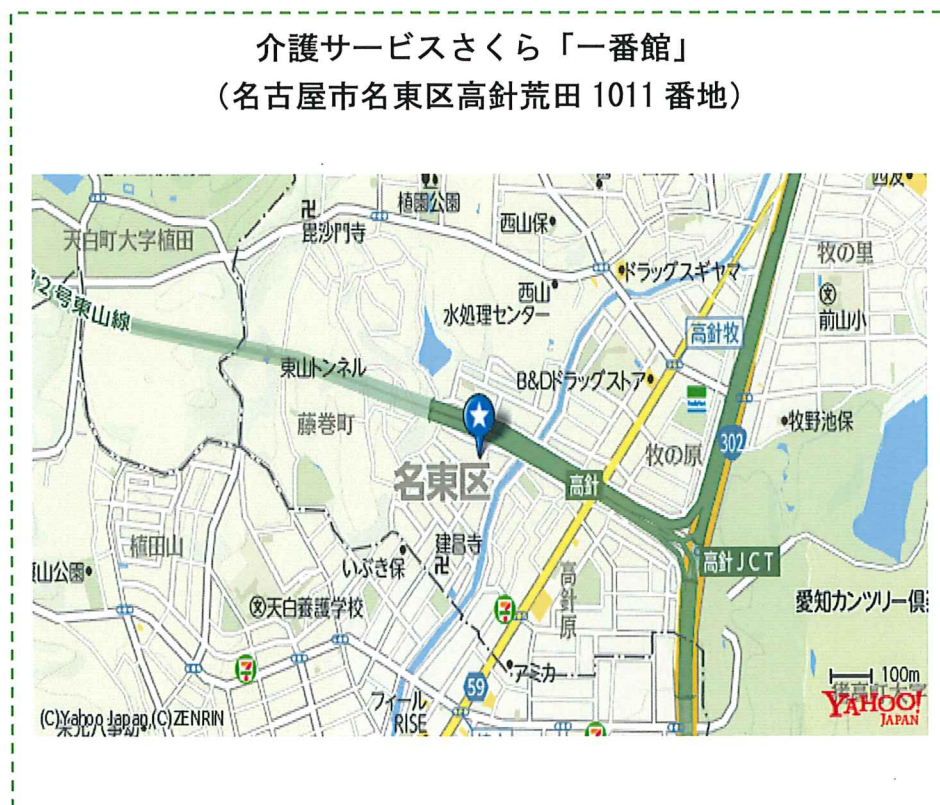 介護サービスさくら「一番館」
(名古屋市名東区高針荒田 1011 番地)
植園公園
西山保
毘沙門寺
天白町大字植田
ドラッグスギヤマ
牧の里
西山
水処理センター
前山小
2号東山線
高針牧
東山トンネル
B&Dドラッグストア
藤巻町
牧野池保
牧の原
302
名東区
高針
植田山
建昌寺
いぶき保
高針JCT
山公園
高針原
天白養護学校
愛知カンツリー倶
アミカ
100m
59
フィール
RISE
YAHOO!
JAPAN
(C)Yahoo Japan,(C)ZENRIN